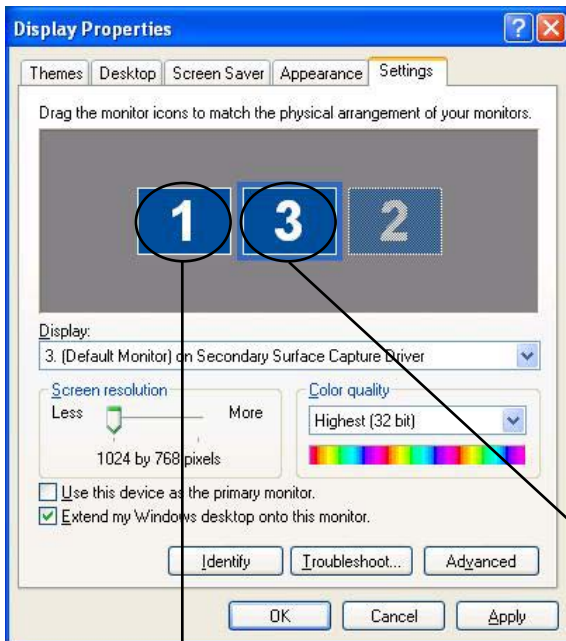 Display Properties
Themes Desktop Screen Saver Appearance Settings
Drag the monitor icons to match the physical arrangement of your monitors.
1 3 2
Display:
3. (Default Monitor) on Secondary Surface Capture Driver
Screen resolution Color quality
Less More Highest (32 bit)
1024 by 768 pixels
Use this device as the primary monitor.
Extend my Windows desktop onto this monitor.
Identify Troubleshoot... Advanced
OK Cancel Apply